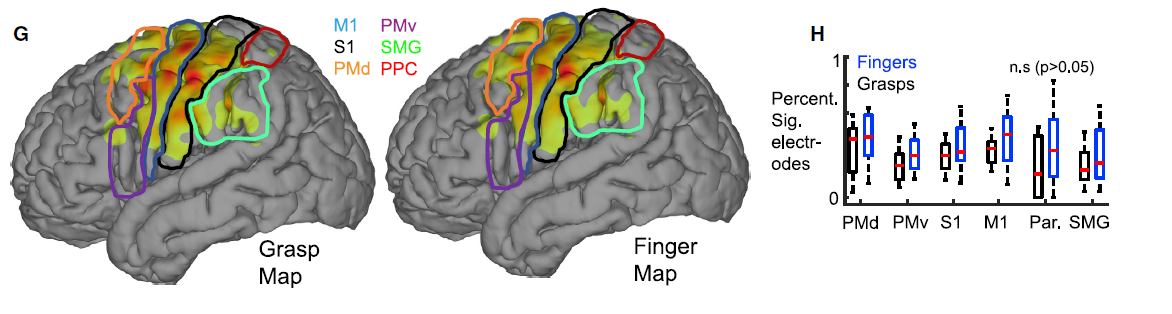 G
M1 PMv
S1 SMG
PMd PPC
Grasp
Map
Finger
Map
H
1
Fingers
Grasps
n.s (p>0.05)
Percent.
Sig.
electr-
odes
0
PMd PMv S1 M1 Par. SMG